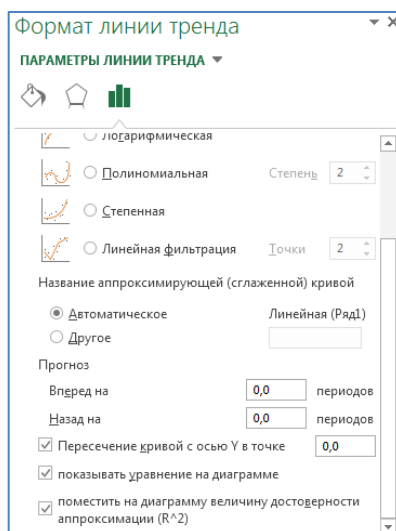 Формат линии тренда
ПАРАМЕТРЫ ЛИНИИ ТРЕНДА
Логарифмическая
Полиномиальная Степень 2
Степенная
Линейная фильтрация Точки 2
Название аппроксимирующей (сглаженной) кривой
Автоматическое Линейная (Ряд1)
Другое
Прогноз
Вперед на 0,0 периодов
Назад на 0,0 периодов
Пересечение кривой с осью Y в точке 0,0
показывать уравнение на диаграмме
поместить на диаграмму величину достоверности
аппроксимации (R^2)